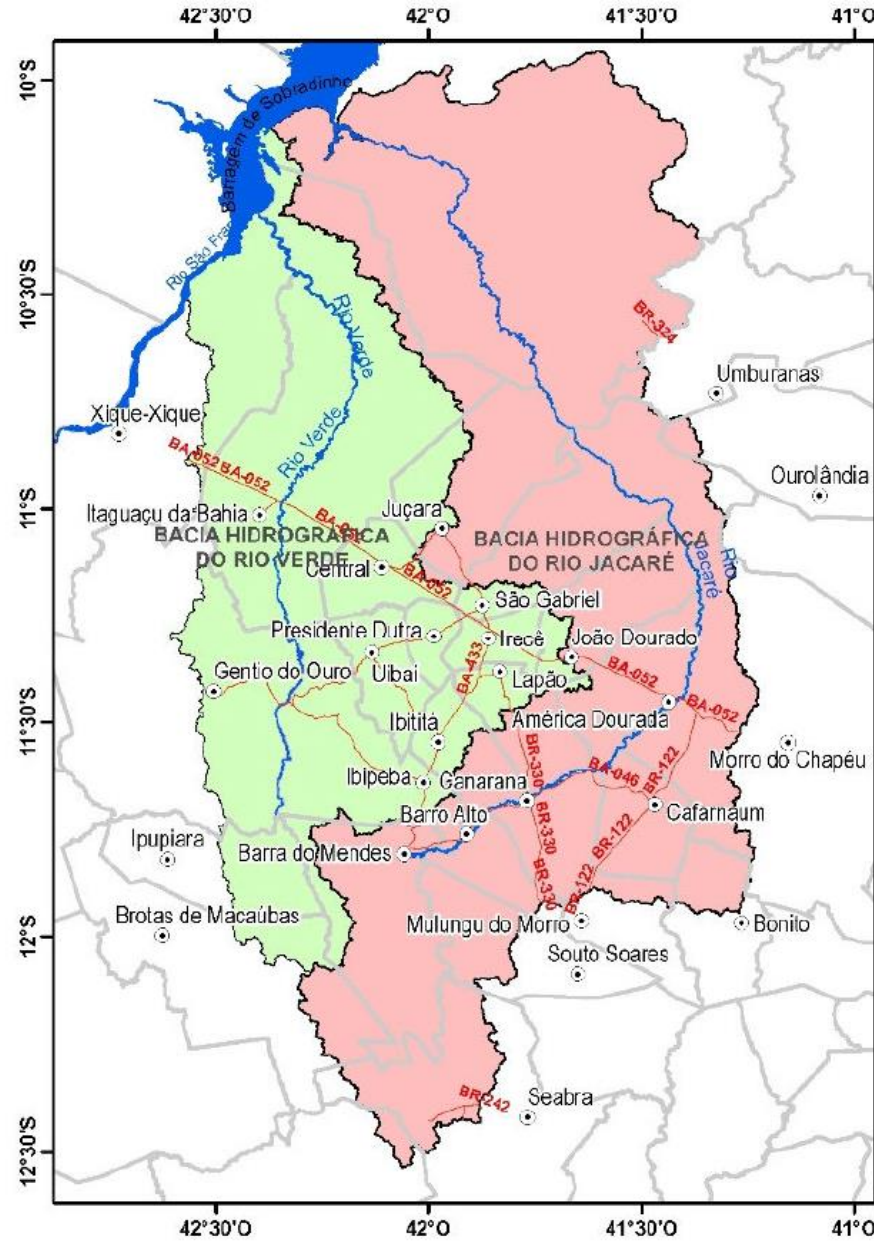 42°30'O
42°0'O
41°30'O
41°0'O
10°S
10°30'S
11°S
11°30'S
12°S
12°30'S
Barragem de Sobradinho
Rio São Fran
Rio Verde
BR-324
Umburanas
Xique-Xique
Rio Verde
BA-052
BA-052
Ourolândia
Itaguaçu da Bahia
Juçara
BACIA HIDROGRÁFICA
DO RIO VERDE
BACIA HIDROGRÁFICA
DO RIO JACARÉ
Rio
Jacaré
Central
BA-052
São Gabriel
Presidente Dutra
Irecê
João Dourado
Gentio do Ouro
Uibaí
BA-433
Lapão
BA-052
BA-052
América Dourada
Ibititá
Morro do Chapéu
BR-330
BA-046
BR-122
Ibipeba
Canarana
Cafarnaum
Barro Alto
Ipupiara
Barra do Mendes
BR-330
BR-122
BR-330
BR-122
Brotas de Macaúbas
Mulungu do Morro
Bonito
Souto Soares
BR-242
Seabra
42°30'O
42°0'O
41°30'O
41°0'O